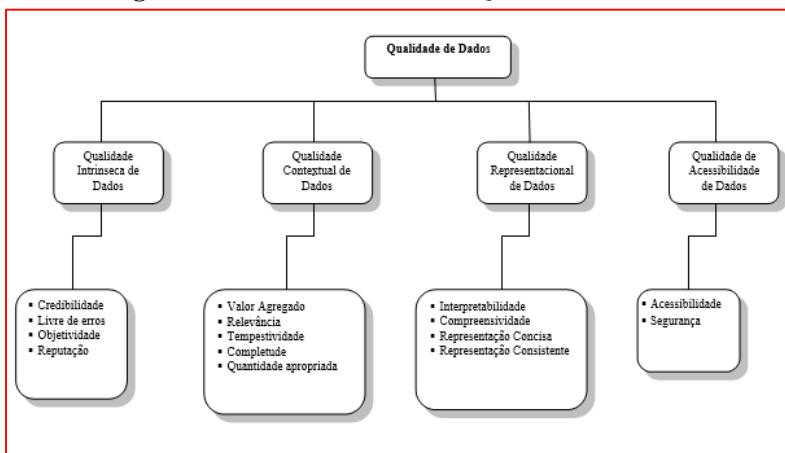 Qualidade de Dados
Qualidade
Intrinseca de
Dados
Qualidade
Contextual de
Dados
Qualidade
Representacional
de Dados
Qualidade de
Acessibilidade
de Dados
▪ Credibilidade
▪ Livre de erros
▪ Objetividade
▪ Reputação
▪ Valor Agregado
▪ Relevância
▪ Tempestividade
▪ Completude
▪ Quantidade apropriada
▪ Interpretabilidade
▪ Compreensividade
▪ Representação Concisa
▪ Representação Consistente
▪ Acessibilidade
▪ Segurança